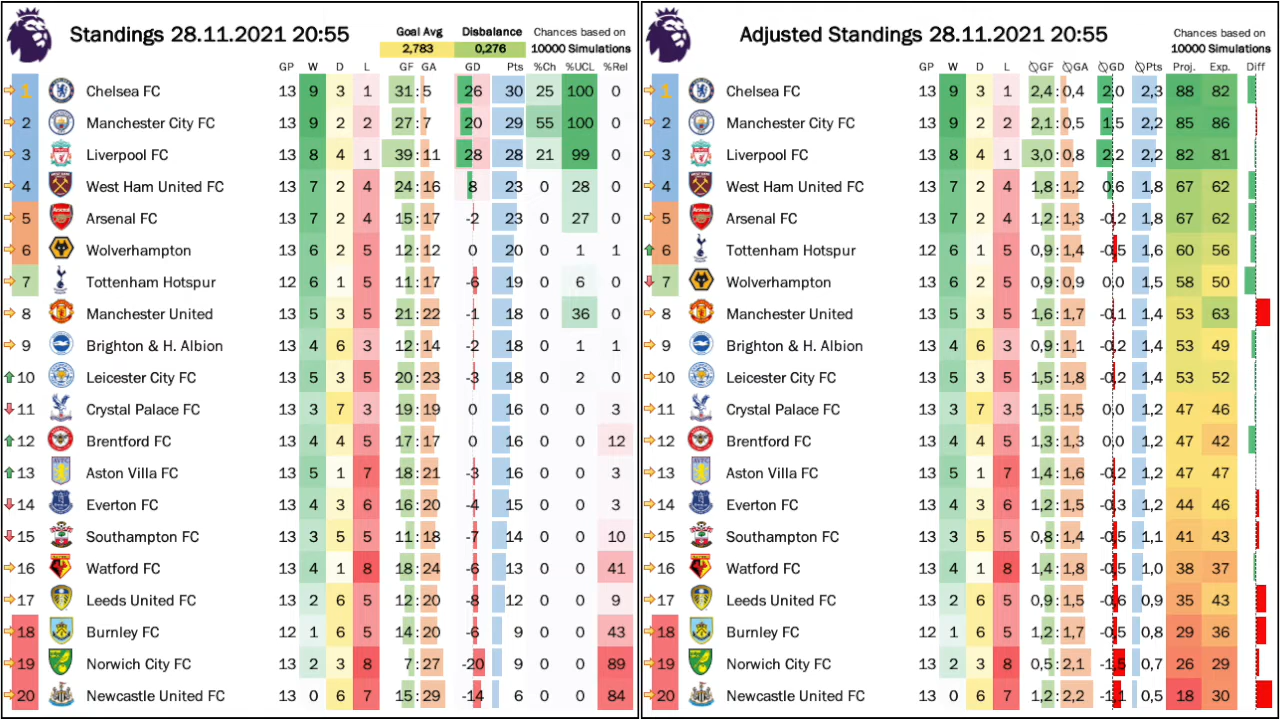 Standings 28.11.2021 20:55
Goal Avg Disbalance Chances based on
2,783 0,276 10000 Simulations
GP W D L GF GA GD Pts %Ch %UCL %Rel
1 Chelsea FC 13 9 3 1 31:5 26 30 25 100 0
2 Manchester City FC 13 9 2 2 27:7 20 29 55 100 0
3 Liverpool FC 13 8 4 1 39:11 28 28 21 99 0
4 West Ham United FC 13 7 2 4 24:16 8 23 0 28 0
5 Arsenal FC 13 7 2 4 15:17 -2 23 0 27 0
6 Wolverhampton 13 6 2 5 12:12 0 20 0 1 1
7 Tottenham Hotspur 12 6 1 5 11:17 -6 19 0 6 0
8 Manchester United 13 5 3 5 21:22 -1 18 0 36 0
9 Brighton & H. Albion 13 4 6 3 12:14 -2 18 0 1 1
10 Leicester City FC 13 5 3 5 20:23 -3 18 0 2 0
11 Crystal Palace FC 13 3 7 3 19:19 0 16 0 0 3
12 Brentford FC 13 4 4 5 17:17 0 16 0 0 12
13 Aston Villa FC 13 5 1 7 18:21 -3 16 0 0 3
14 Everton FC 13 4 3 6 16:20 -4 15 0 0 3
15 Southampton FC 13 3 5 5 11:18 -7 14 0 0 10
16 Watford FC 13 4 1 8 18:24 -6 13 0 0 41
17 Leeds United FC 13 2 6 5 12:20 -8 12 0 0 9
18 Burnley FC 12 1 6 5 14:20 -6 9 0 0 43
19 Norwich City FC 13 2 3 8 7:27 -20 9 0 0 89
20 Newcastle United FC 13 0 6 7 15:29 -14 6 0 0 84
Adjusted Standings 28.11.2021 20:55
Chances based on
10000 Simulations
GP W D L ∅GF ∅GA ∅GD ∅Pts Proj. Exp. Diff
1 Chelsea FC 13 9 3 1 2,4:0,4 2,0 2,3 88 82
2 Manchester City FC 13 9 2 2 2,1:0,5 1,5 2,2 85 86
3 Liverpool FC 13 8 4 1 3,0:0,8 2,2 2,2 82 81
4 West Ham United FC 13 7 2 4 1,8:1,2 0,6 1,8 67 62
5 Arsenal FC 13 7 2 4 1,2:1,3 -0,2 1,8 67 62
6 Tottenham Hotspur 12 6 1 5 0,9:1,4 -0,5 1,6 60 56
7 Wolverhampton 13 6 2 5 0,9:0,9 0,0 1,5 58 50
8 Manchester United 13 5 3 5 1,6:1,7 -0,1 1,4 53 63
9 Brighton & H. Albion 13 4 6 3 0,9:1,1 -0,2 1,4 53 49
10 Leicester City FC 13 5 3 5 1,5:1,8 -0,2 1,4 53 52
11 Crystal Palace FC 13 3 7 3 1,5:1,5 0,0 1,2 47 46
12 Brentford FC 13 4 4 5 1,3:1,3 0,0 1,2 47 42
13 Aston Villa FC 13 5 1 7 1,4:1,6 -0,2 1,2 47 47
14 Everton FC 13 4 3 6 1,2:1,5 -0,3 1,2 44 46
15 Southampton FC 13 3 5 5 0,8:1,4 -0,5 1,1 41 43
16 Watford FC 13 4 1 8 1,4:1,8 -0,5 1,0 38 37
17 Leeds United FC 13 2 6 5 0,9:1,5 -0,6 0,9 35 43
18 Burnley FC 12 1 6 5 1,2:1,7 -0,5 0,8 29 36
19 Norwich City FC 13 2 3 8 0,5:2,1 -1,5 0,7 26 29
20 Newcastle United FC 13 0 6 7 1,2:2,2 -1,1 0,5 18 30